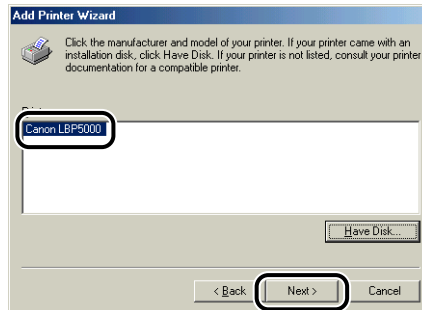 Add Printer Wizard
Click the manufacturer and model of your printer. If your printer came with an
installation disk, click Have Disk. If your printer is not listed, consult your printer
documentation for a compatible printer.
Canon LBP5000
Have Disk...
< Back Next > Cancel